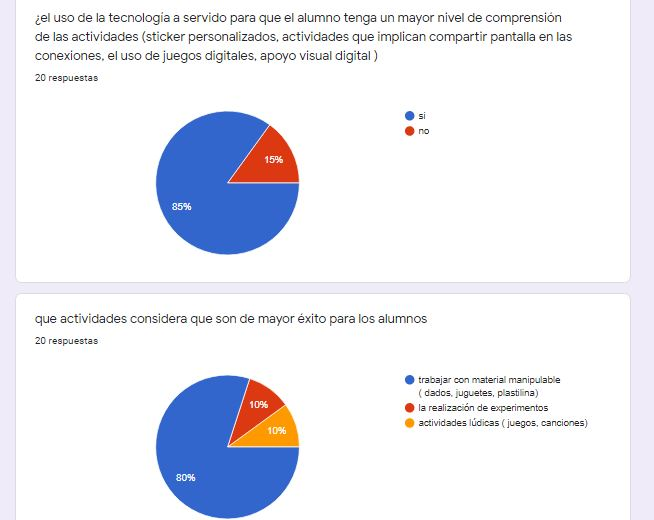 ¿el uso de la tecnología a servido para que el alumno tenga un mayor nivel de comprensión
de las actividades (sticker personalizados, actividades que implican compartir pantalla en las
conexiones, el uso de juegos digitales, apoyo visual digital )
20 respuestas
si
no
15%
85%
que actividades considera que son de mayor éxito para los alumnos
20 respuestas
trabajar con material manipulable
( dados, juguetes, plastilina)
la realización de experimentos
actividades lúdicas ( juegos, canciones)
10%
10%
80%